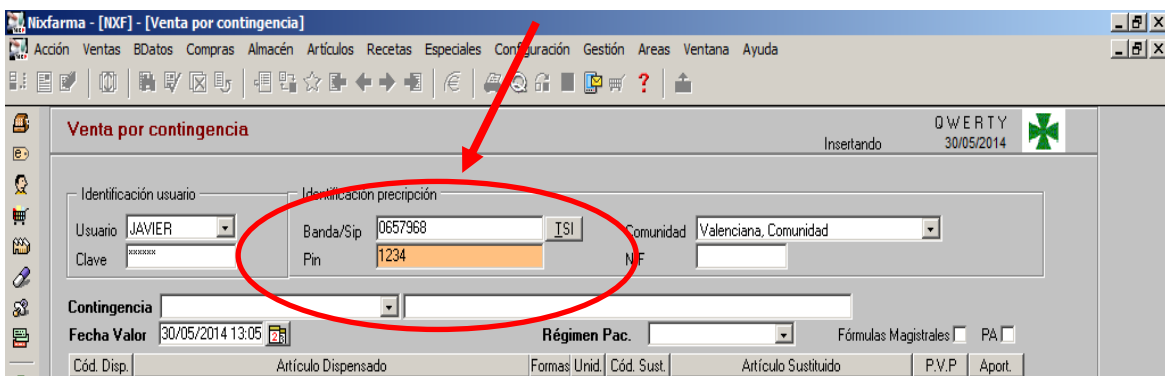 Nixfarma - [NXF] - [Venta por contingencia]
Acción Ventas BDatos Compras Almacén Artículos Recetas Especiales Configuración Gestión Areas Ventana Ayuda
Venta por contingencia
Insertando
QWERTY
30/05/2014
Identificación usuario
Identificación precripción
Usuario JAVIER
Banda/Sip 0657968 TSI
Comunidad Valenciana, Comunidad
Clave xxxxxx
Pin 1234
Contingencia
Fecha Valor 30/05/2014 13:05
Régimen Pac.
Fórmulas Magistrales PA
Cód. Disp. Artículo Dispensado Formas Unid. Cód. Sust. Artículo Sustituido P.V.P Aport.